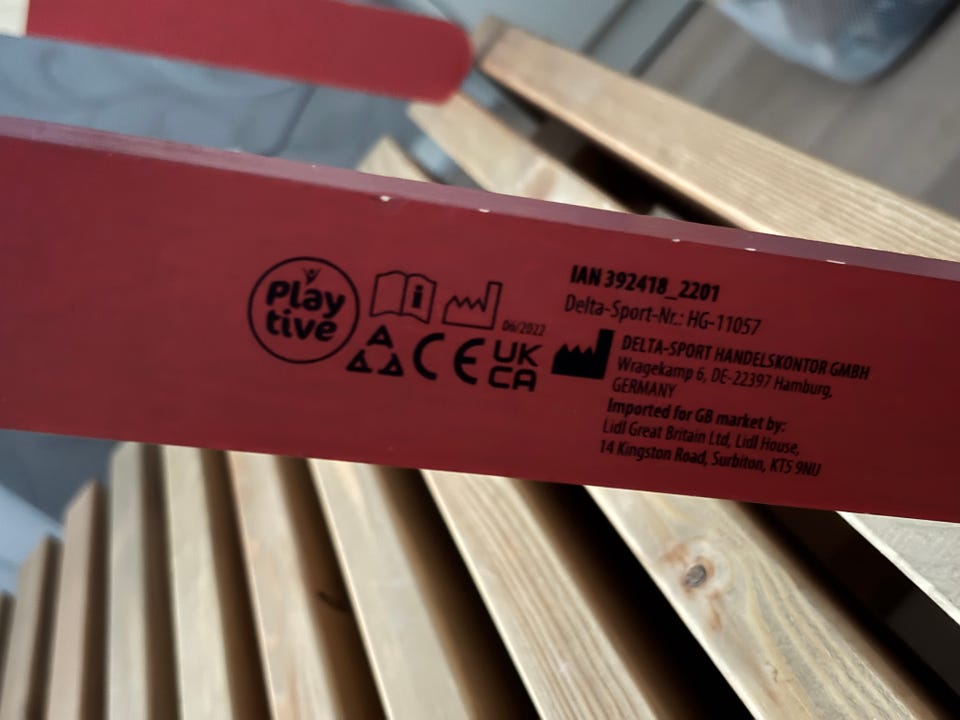 Play
tive
i
06/2022
CE
UK
CA
IAN 392418_2201
Delta-Sport-Nr.: HG-11057
DELTA-SPORT HANDELSKONTOR GMBH
Wragekamp 6, DE-22397 Hamburg,
GERMANY
Imported for GB market by:
Lidl Great Britain Ltd, Lidl House,
14 Kingston Road, Surbiton, KT5 9NU